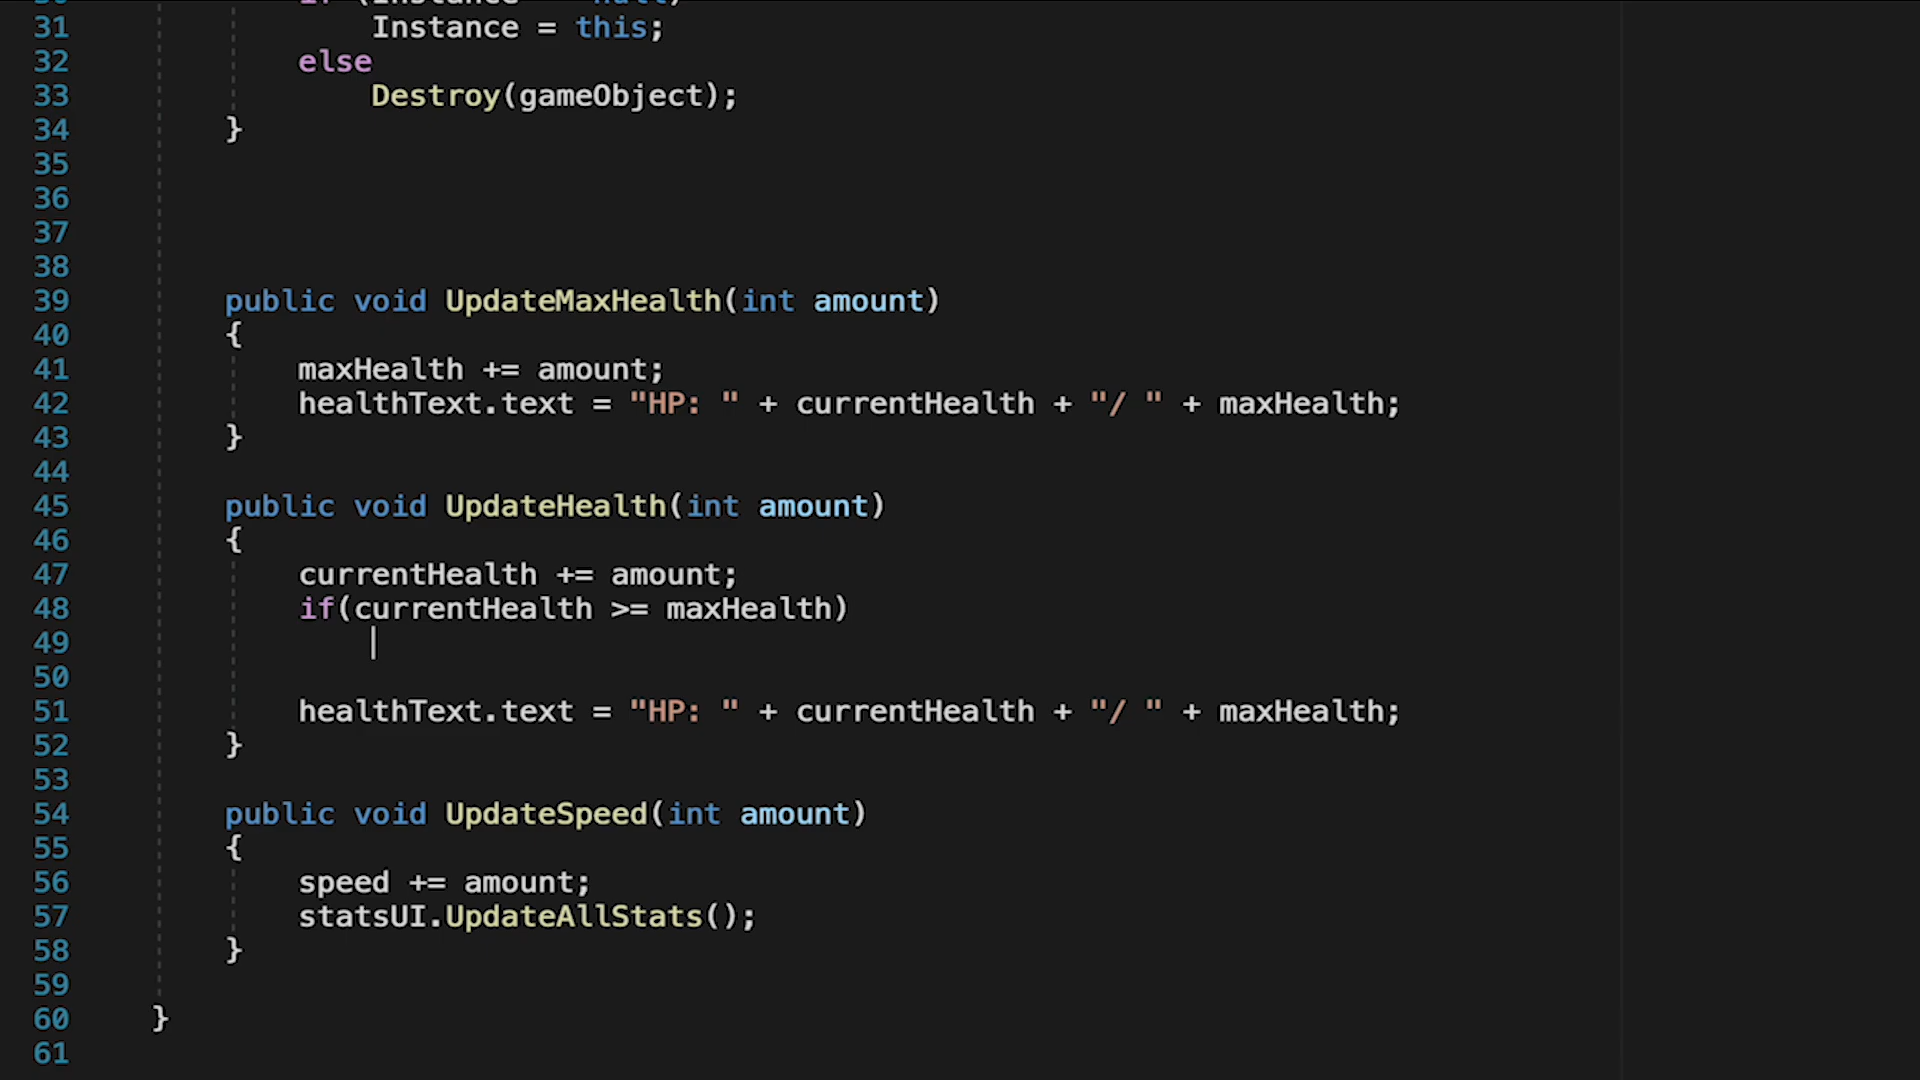 if (Instance null)
31 Instance = this;
32 else
33 Destroy(gameObject);
34 }
35
36
37
38
39 public void UpdateMaxHealth(int amount)
40 {
41 maxHealth += amount;
42 healthText.text = "HP: " + currentHealth + "/ " + maxHealth;
43 }
44
45 public void UpdateHealth(int amount)
46 {
47 currentHealth += amount;
48 if(currentHealth >= maxHealth)
49
50
51 healthText.text = "HP: " + currentHealth + "/ " + maxHealth;
52 }
53
54 public void UpdateSpeed(int amount)
55 {
56 speed += amount;
57 statsUI.UpdateAllStats();
58 }
59
60 }
61